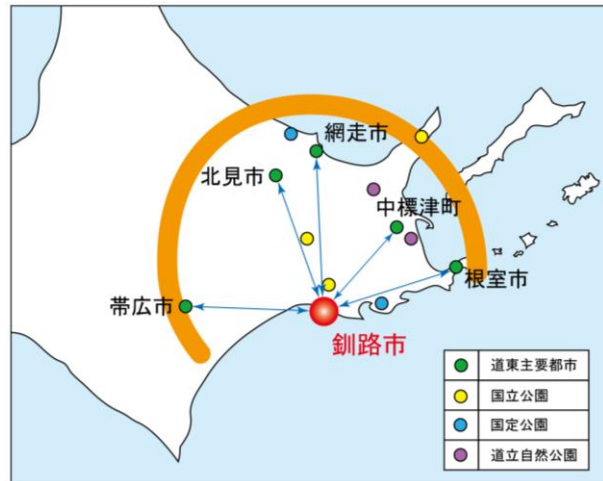 網走市
北見市
中標津町
根室市
帯広市
釧路市
道東主要都市
国立公園
国定公園
道立自然公園